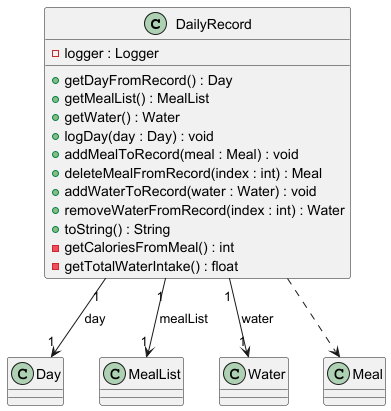 C DailyRecord
logger : Logger
getDayFromRecord() : Day
getMealList() : MealList
getWater() : Water
logDay(day : Day) : void
addMealToRecord(meal : Meal) : void
deleteMealFromRecord(index : int) : Meal
addWaterToRecord(water : Water) : void
removeWaterFromRecord(index : int) : Water
toString() : String
getCaloriesFromMeal() : int
getTotalWaterIntake() : float
1 1 1
day mealList water
1 1 1
C Day C MealList C Water C Meal